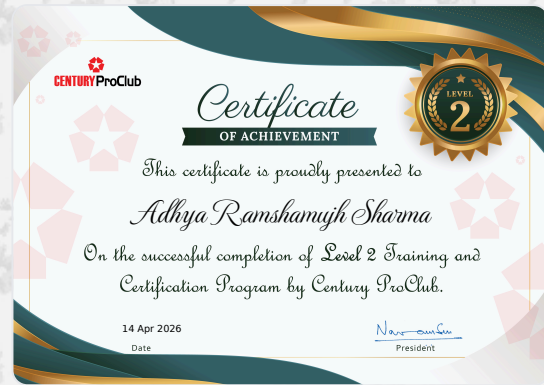 CENTURY ProClub
Certificate
OF ACHIEVEMENT
LEVEL
2
This certificate is proudly presented to
Adhya Ramshamujh Sharma
On the successful completion of Level 2 Training and
Certification Program by Century ProClub.
14 Apr 2026
Date
President